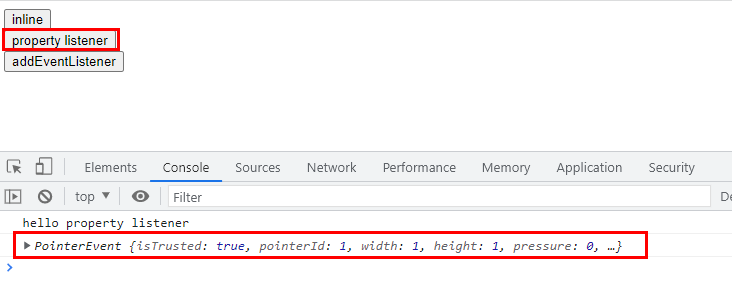 inline
property listener
addEventListener
Elements Console Sources Network Performance Memory Application Security
top ▼ Filter De
hello property listener
▶ PointerEvent {isTrusted: true, pointerId: 1, width: 1, height: 1, pressure: 0, …}
>